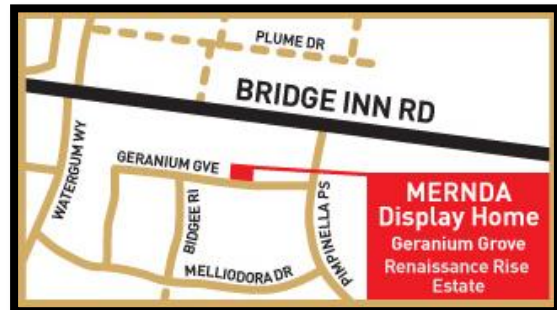 PLUME DR
BRIDGE INN RD
WATERGUM WY
GERANIUM GVE
BIDGEE RI
MELLIODORA DR
PIMPINELLA PS
MERNDA
Display Home
Geranium Grove
Renaissance Rise
Estate